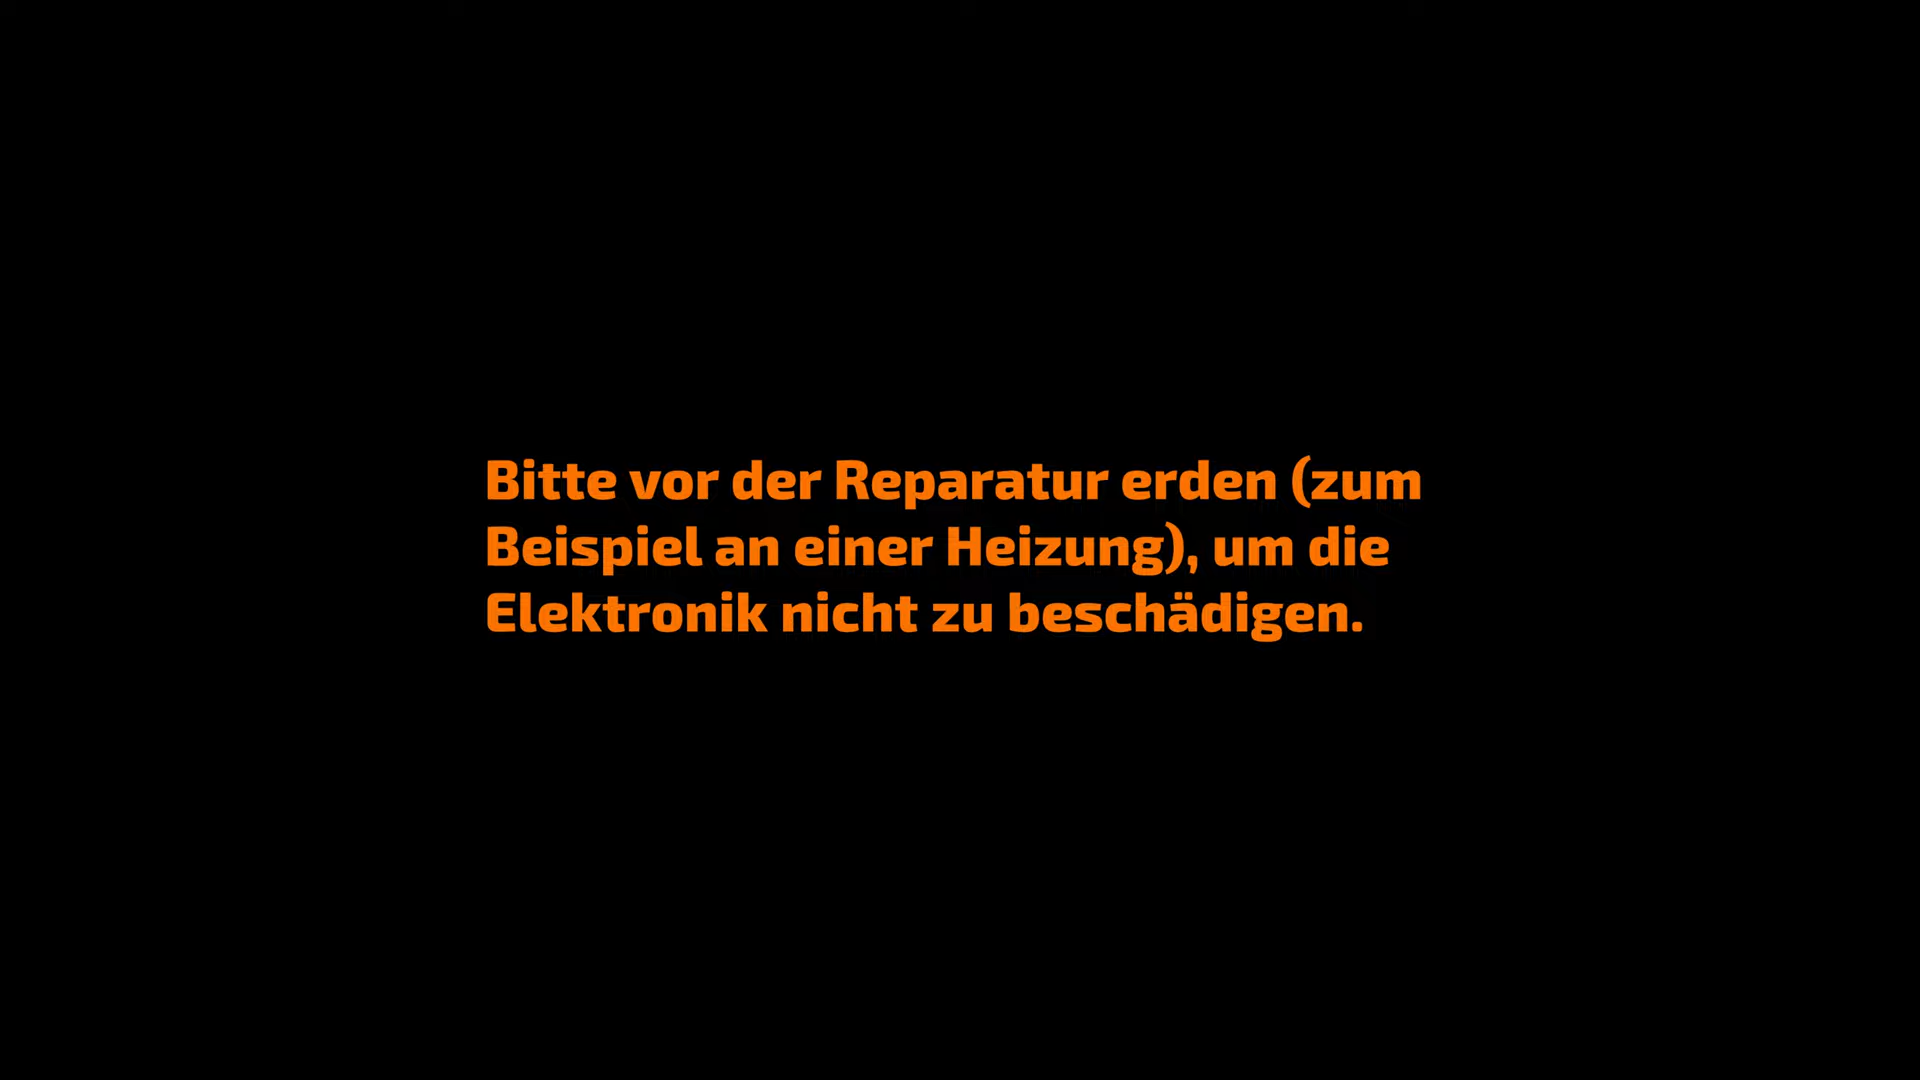 Bitte vor der Reparatur erden (zum
Beispiel an einer Heizung), um die
Elektronik nicht zu beschädigen.